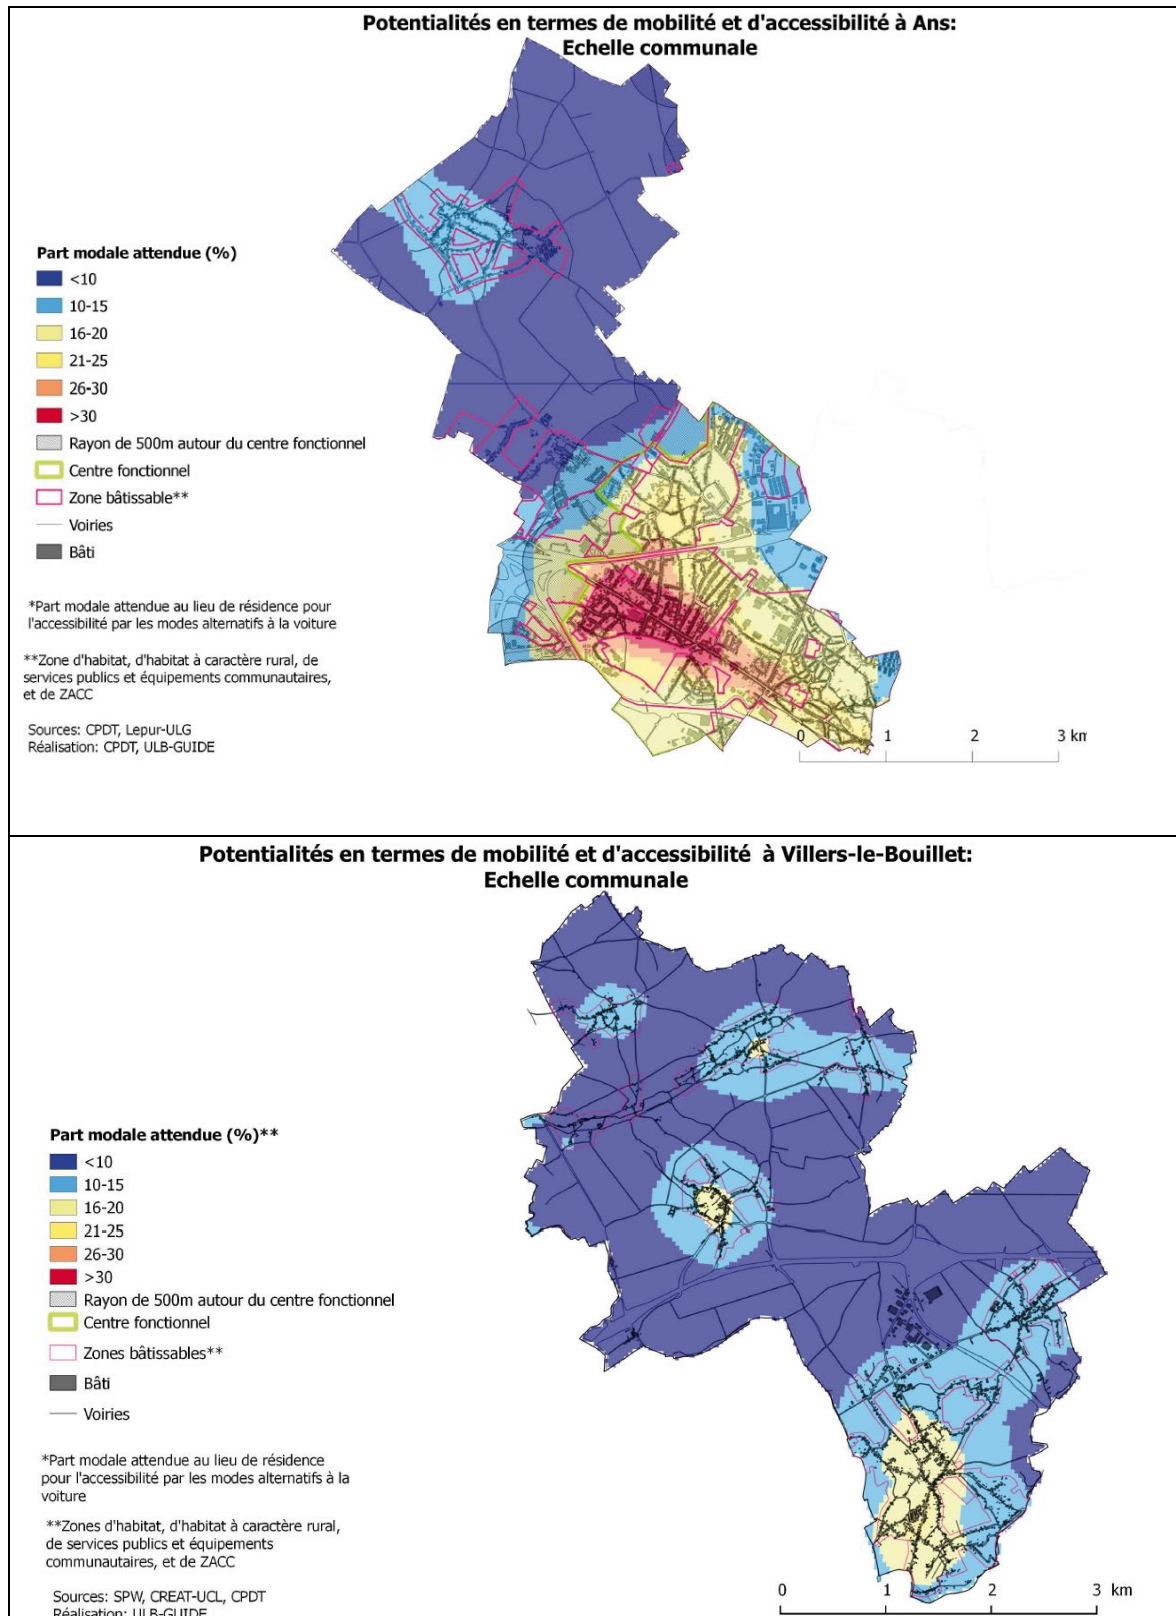 Potentialités en termes de mobilité et d'accessibilité à Ans:
Echelle communale
Part modale attendue (%)
<10
10-15
16-20
21-25
26-30
>30
Rayon de 500m autour du centre fonctionnel
Centre fonctionnel
Zone bâtissable**
Voiries
Bâti
*Part modale attendue au lieu de résidence pour
l'accessibilité par les modes alternatifs à la voiture
**Zone d'habitat, d'habitat à caractère rural, de
services publics et équipements communautaires,
et de ZACC
Sources: CPDT, Lepur-ULG
Réalisation: CPDT, ULB-GUIDE
0 1 2 3 km
Potentialités en termes de mobilité et d'accessibilité à Villers-le-Bouillet:
Echelle communale
Part modale attendue (%)**
<10
10-15
16-20
21-25
26-30
>30
Rayon de 500m autour du centre fonctionnel
Centre fonctionnel
Zones bâtissables**
Bâti
Voiries
*Part modale attendue au lieu de résidence
pour l'accessibilité par les modes alternatifs à la
voiture
**Zones d'habitat, d'habitat à caractère rural,
de services publics et équipements
communautaires, et de ZACC
Sources: SPW, CREAT-UCL, CPDT
Réalisation: ULB-GUIDE
0 1 2 3 km